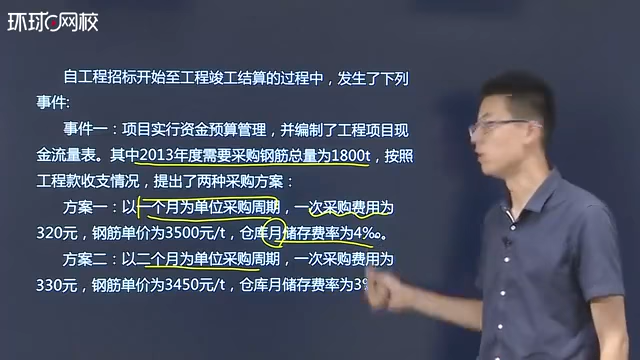 环球网校
自工程招标开始至工程竣工结算的过程中，发生了下列
事件:
事件一：项目实行资金预算管理，并编制了工程项目现
金流量表。其中2013年度需要采购钢筋总量为1800t，按照
工程款收支情况，提出了两种采购方案：
方案一：以一个月为单位采购周期，一次采购费用为
320元，钢筋单价为3500元/t，仓库月储存费率为4‰。
方案二：以二个月为单位采购周期，一次采购费用为
330元，钢筋单价为3450元/t，仓库月储存费率为3